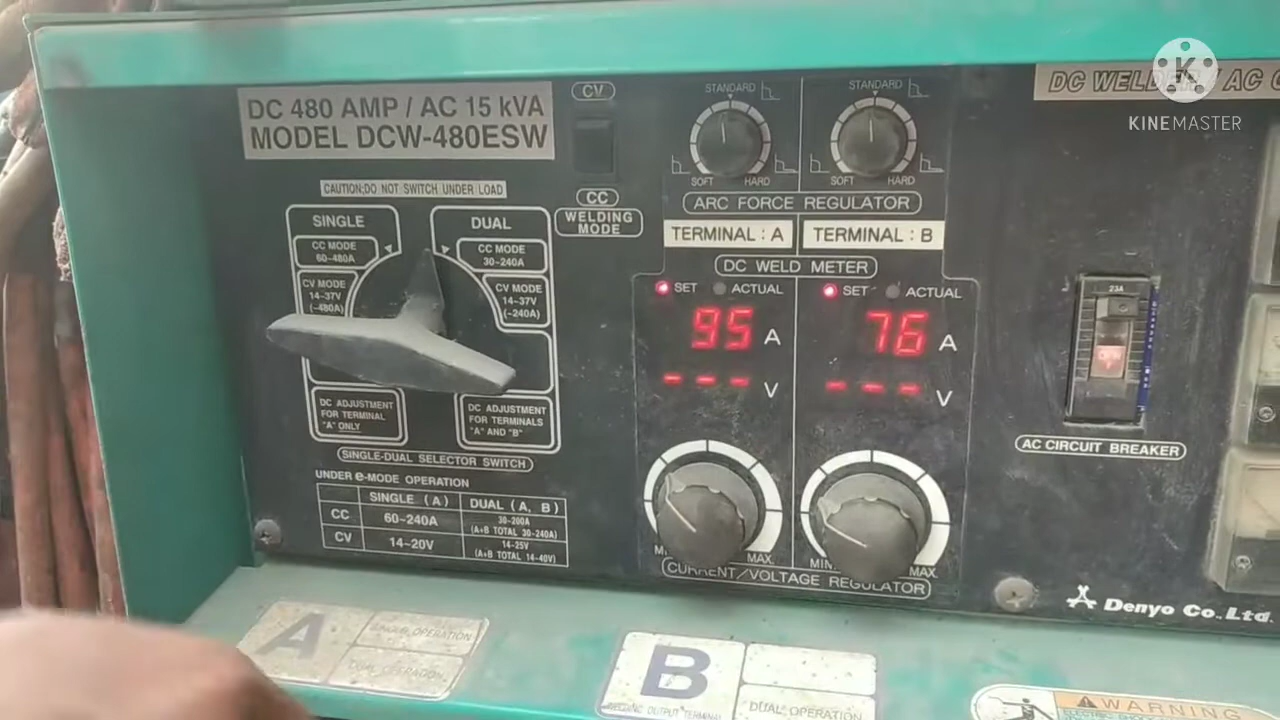 DC 480 AMP / AC 15 kVA
MODEL DCW-480ESW
CAUTION;DO NOT SWITCH UNDER LOAD
SINGLE
CC MODE
60-480A
CV MODE
14-37V
(-480A)
DUAL
CC MODE
30-240A
CV MODE
14-37V
(-240A)
DC ADJUSTMENT
FOR TERMINAL
"A" ONLY
DC ADJUSTMENT
FOR TERMINALS
"A" AND "B"
SINGLE-DUAL SELECTOR SWITCH
UNDER e-MODE OPERATION
SINGLE (A) DUAL (A, B)
CC 60~240A 30-200A
(A+B TOTAL 30-240A)
CV 14~20V 14-25V
(A+B TOTAL 14-40V)
CV
CC
WELDING
MODE
STANDARD
SOFT HARD
STANDARD
SOFT HARD
ARC FORCE REGULATOR
TERMINAL : A
TERMINAL : B
DC WELD METER
SET ACTUAL
95 A
--- V
SET ACTUAL
76 A
--- V
MAX.
MIN. MAX.
CURRENT/VOLTAGE REGULATOR
DC WELDER / AC
KINEMASTER
23A
AC CIRCUIT BREAKER
Denyo Co., Ltd.
A
SINGLE OPERATION
DUAL OPERATION
B
WELDING OUTPUT TERMINAL
DUAL OPERATION
WARNING